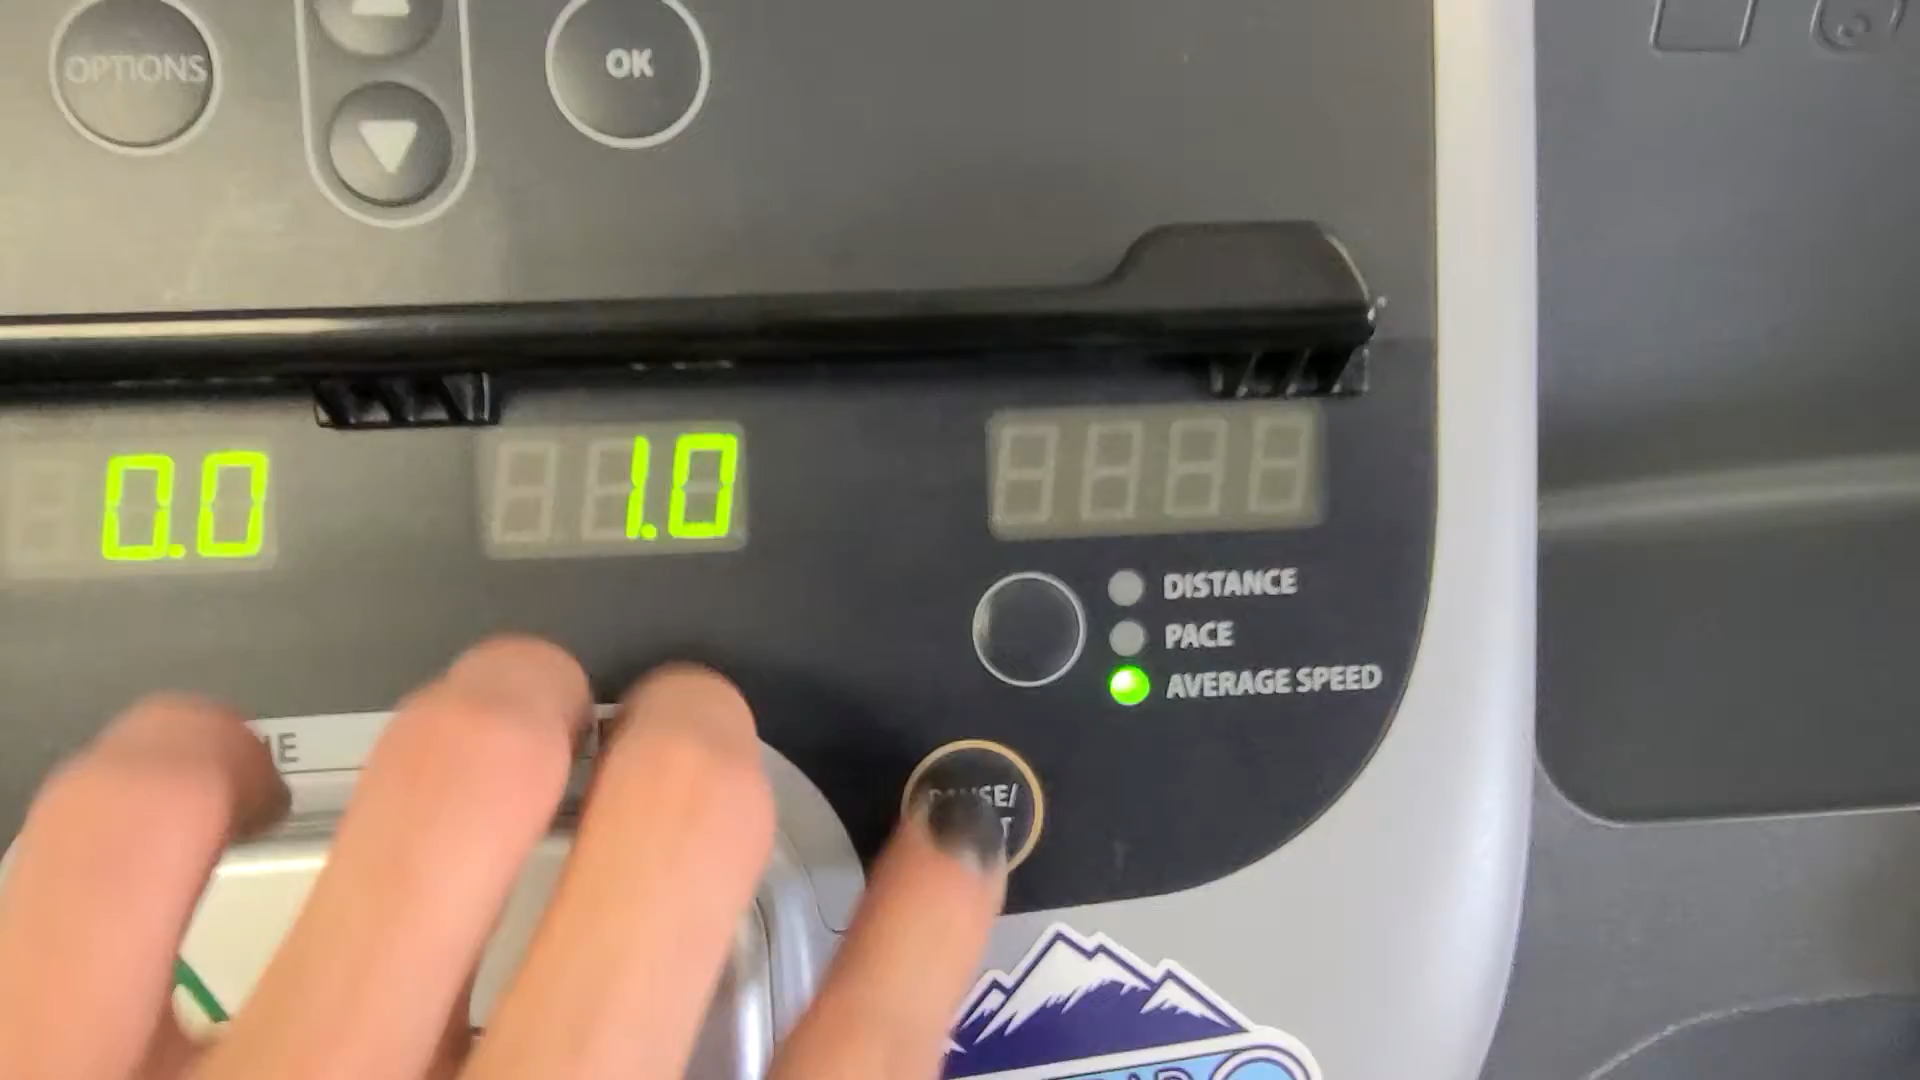 OPTIONS
OK
0.0
1.0
DISTANCE
PACE
AVERAGE SPEED